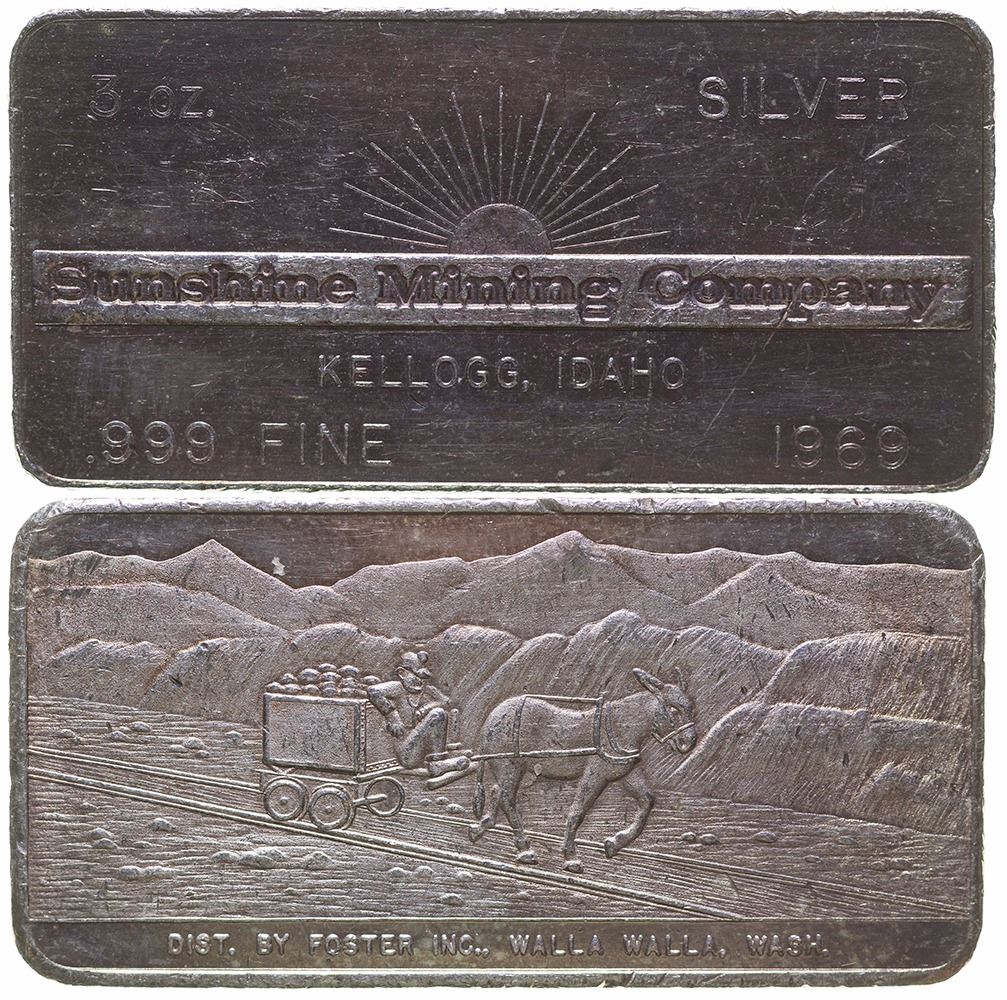 3 OZ. SILVER
Sunshine Mining Company
KELLOGG, IDAHO
.999 FINE 1969
DIST. BY FOSTER INC., WALLA WALLA, WASH.